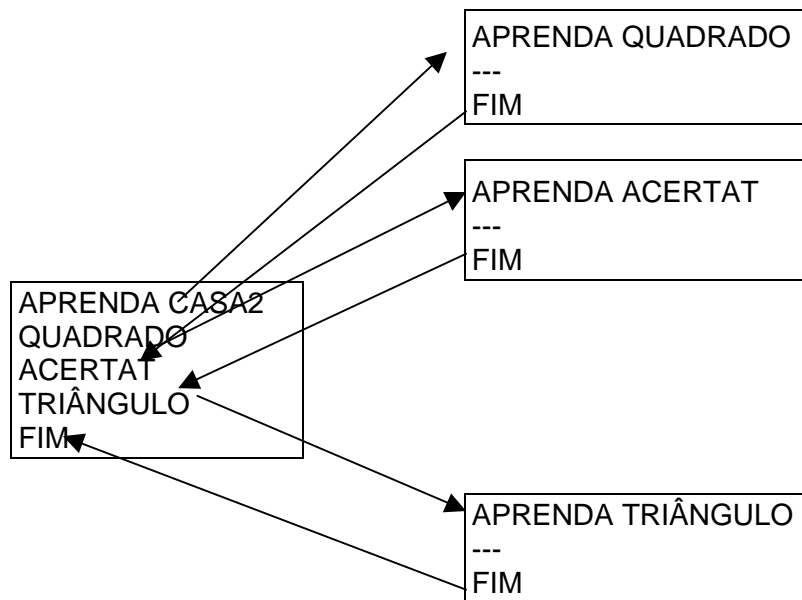 APRENDA QUADRADO
---
FIM
APRENDA ACERTAT
---
FIM
APRENDA CASA2
QUADRADO
ACERTAT
TRIÂNGULO
FIM
APRENDA TRIÂNGULO
---
FIM